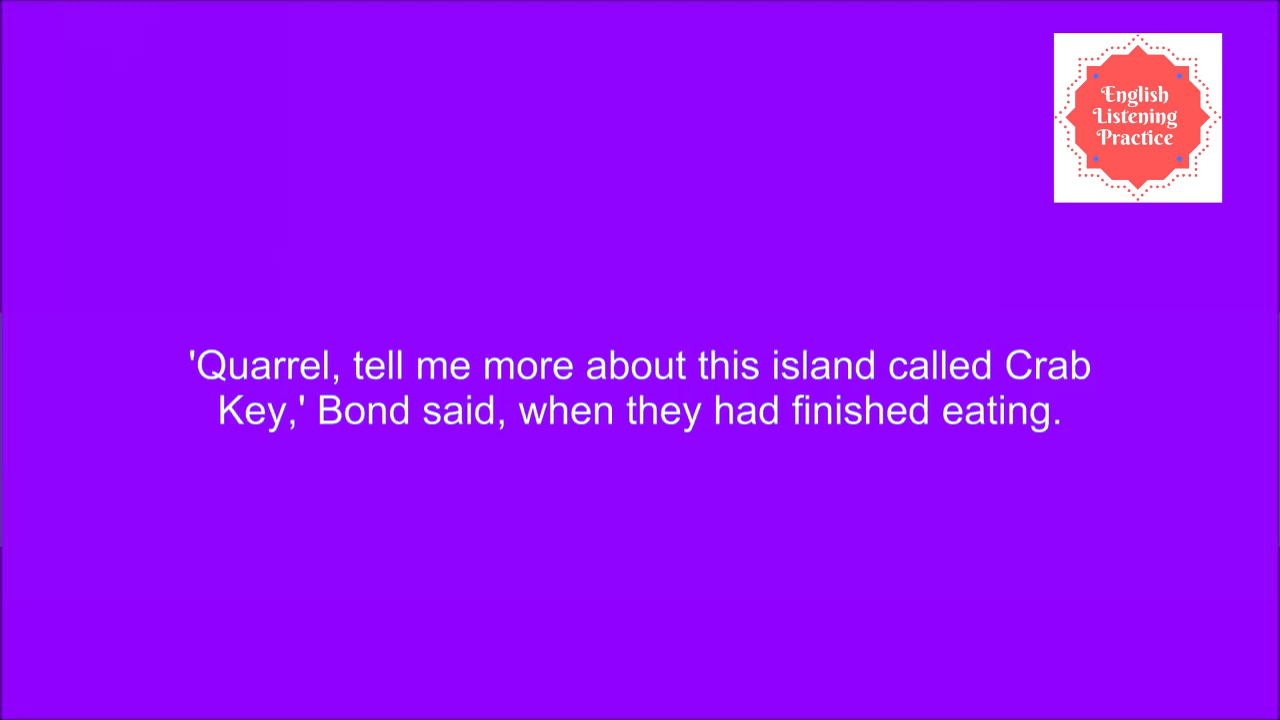 English
Listening
Practice
'Quarrel, tell me more about this island called Crab
Key,' Bond said, when they had finished eating.